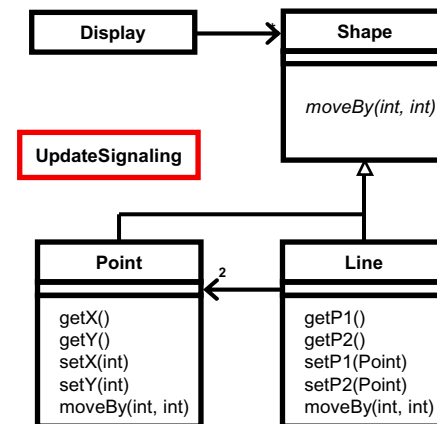 Display
*
Shape
moveBy(int, int)
UpdateSignaling
Point
2
Line
getX()
getY()
setX(int)
setY(int)
moveBy(int, int)
getP1()
getP2()
setP1(Point)
setP2(Point)
moveBy(int, int)